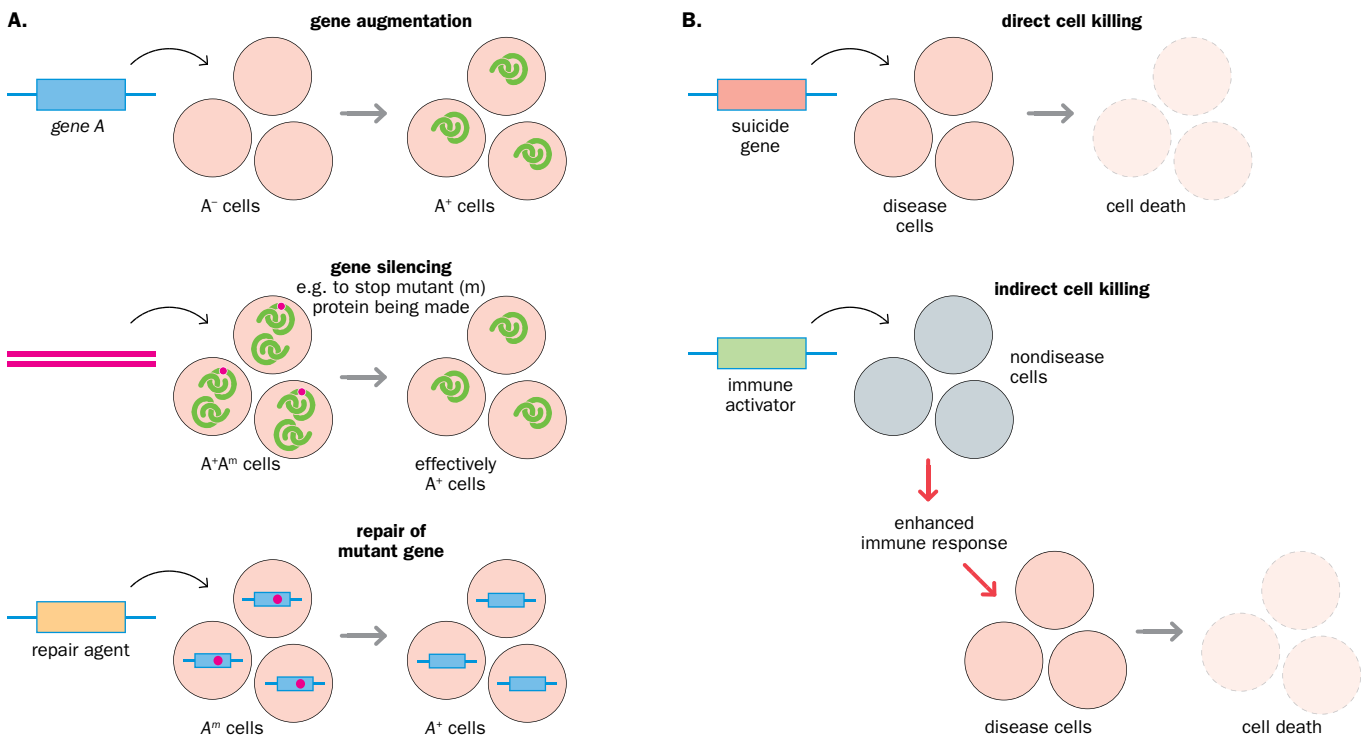 A.
gene augmentation
gene A
A⁻ cells
A⁺ cells
gene silencing
e.g. to stop mutant (m)
protein being made
A⁺Aᵐ cells
effectively
A⁺ cells
repair of
mutant gene
repair agent
Aᵐ cells
A⁺ cells
B.
direct cell killing
suicide
gene
disease
cells
cell death
indirect cell killing
immune
activator
nondisease
cells
enhanced
immune response
disease cells
cell death